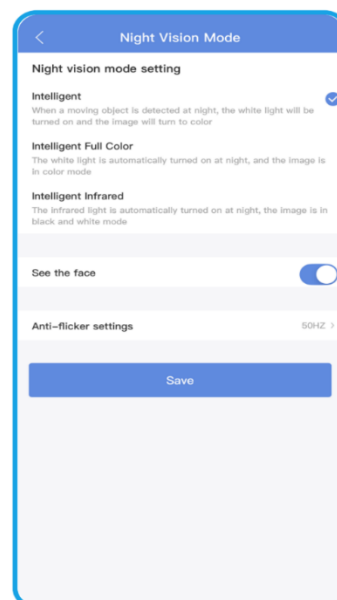 Night Vision Mode
Night vision mode setting
Intelligent
When a moving object is detected at night, the white light will be
turned on and the image will turn to color
Intelligent Full Color
The white light is automatically turned on at night, and the image is
in color mode
Intelligent Infrared
The infrared light is automatically turned on at night, the image is in
black and white mode
See the face
Anti-flicker settings 50HZ >
Save